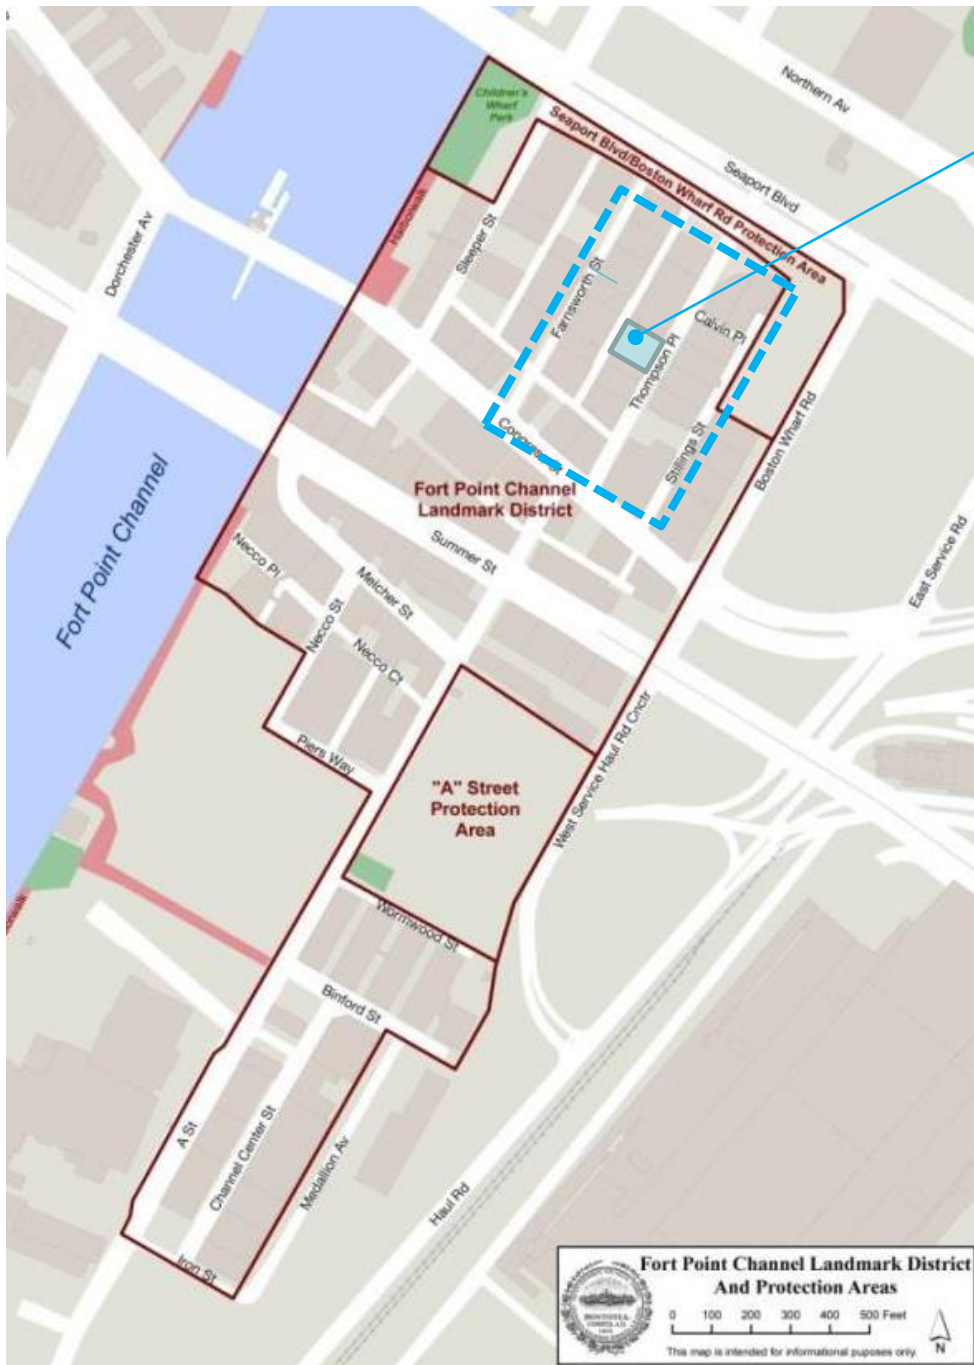 Children's
Wharf
Park
Northern Av
Seaport Blvd/Boston Wharf Rd Protection Area
Seaport Blvd
Dorchester Av
Harborwalk
Sleeper St
Farnsworth St
Calvin Pl
Thompson Pl
Congress St
Stillings St
Boston Wharf Rd
Fort Point Channel
Landmark District
Fort Point Channel
Summer St
East Service Rd
Necco Pl
Melcher St
Necco St
Necco Ct
Piers Way
"A" Street
Protection
Area
West Service Haul Rd Cnctr
Wormwood St
Binford St
A St
Channel Center St
Medallion Av
Haul Rd
Iron St
Fort Point Channel Landmark District
And Protection Areas
0 100 200 300 400 500 Feet
This map is intended for informational puposes only.
N